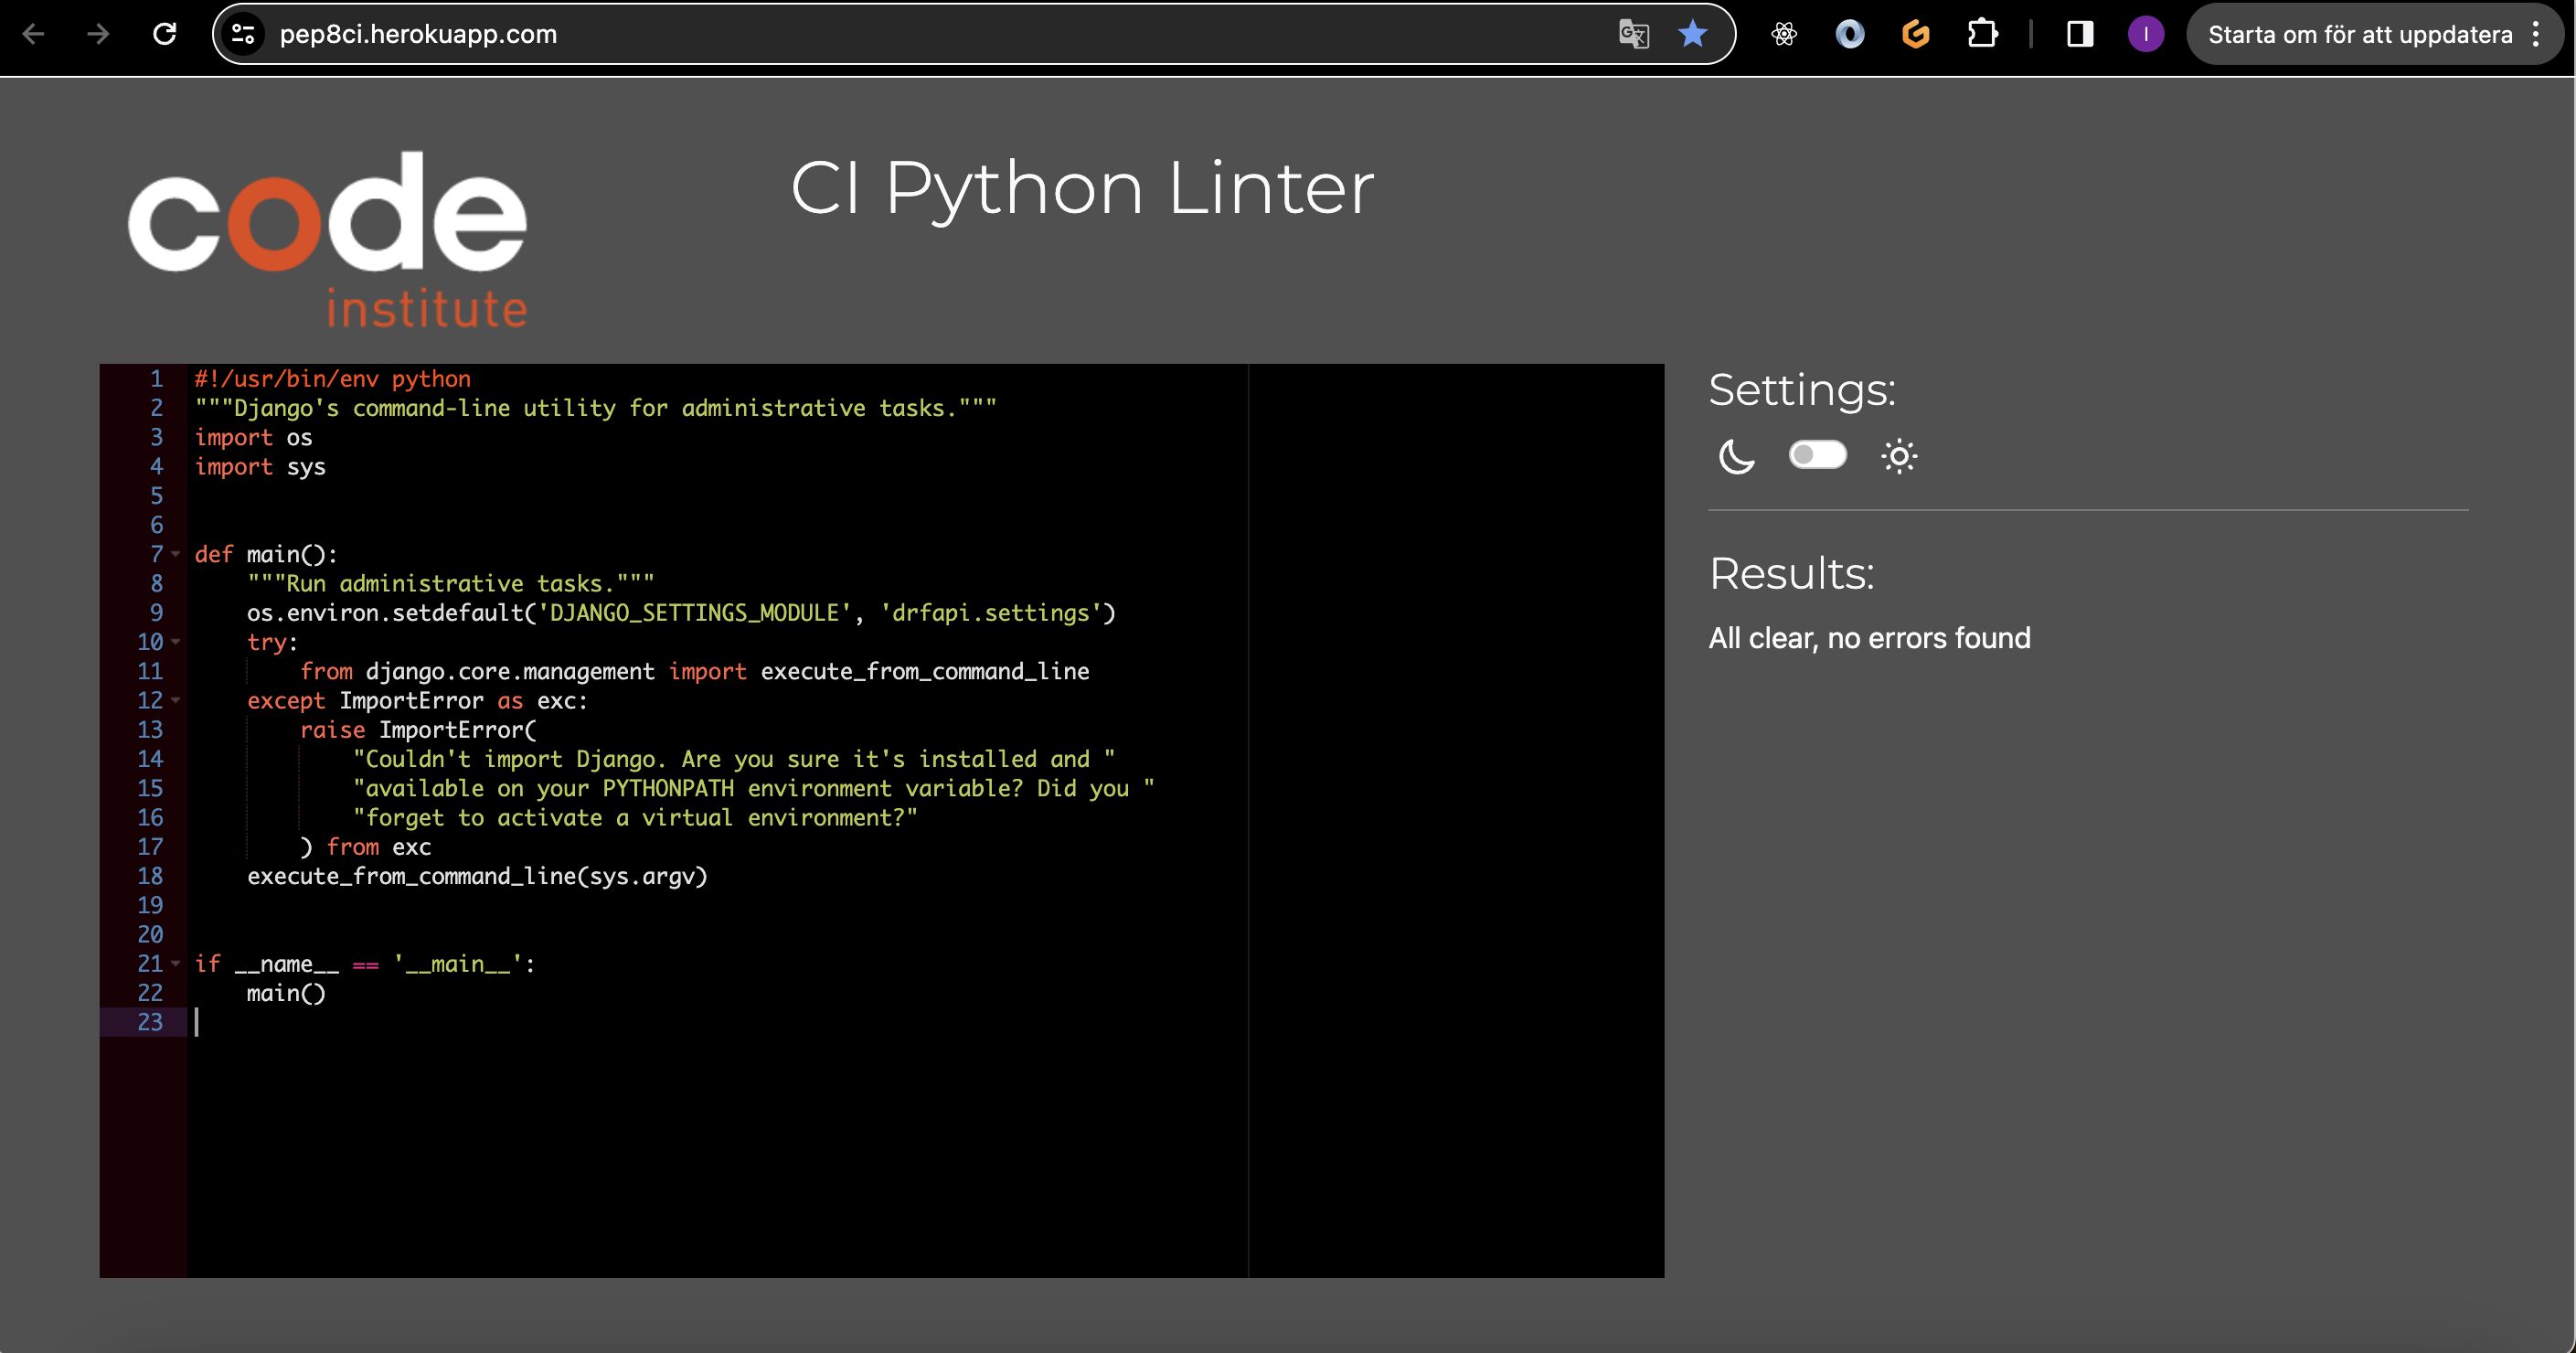 pep8ci.herokuapp.com
I
Starta om för att uppdatera
code
institute
CI Python Linter
1 #!/usr/bin/env python
2 """Django's command-line utility for administrative tasks."""
3 import os
4 import sys
5
6
7 def main():
8     """Run administrative tasks."""
9     os.environ.setdefault('DJANGO_SETTINGS_MODULE', 'drfapi.settings')
10     try:
11         from django.core.management import execute_from_command_line
12     except ImportError as exc:
13         raise ImportError(
14             "Couldn't import Django. Are you sure it's installed and "
15             "available on your PYTHONPATH environment variable? Did you "
16             "forget to activate a virtual environment?"
17         ) from exc
18     execute_from_command_line(sys.argv)
19
20
21 if __name__ == '__main__':
22     main()
23
Settings:
Results:
All clear, no errors found